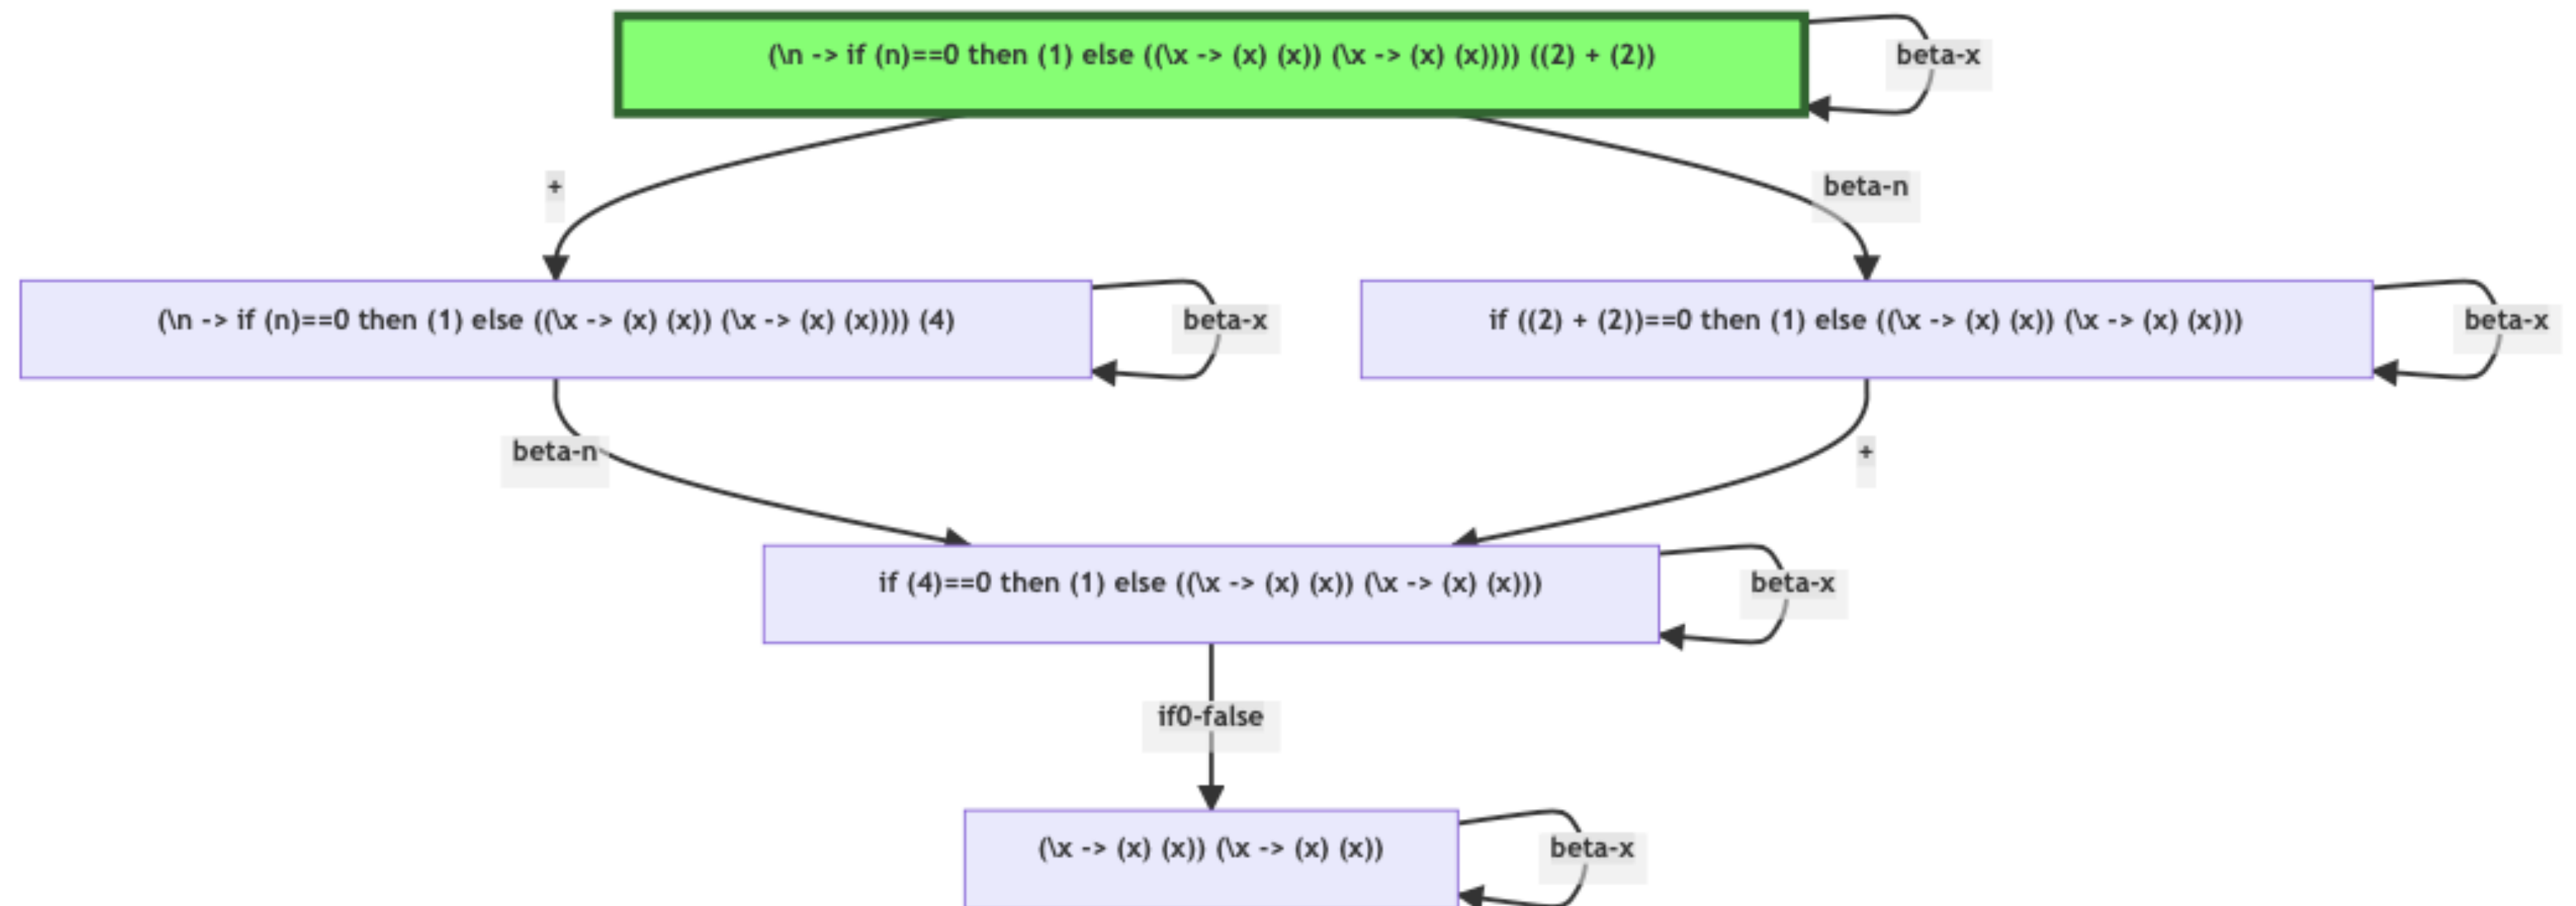 (\n -> if (n)==0 then (1) else ((\x -> (x) (x)) (\x -> (x) (x)))) ((2) + (2))
beta-x
+
beta-n
(\n -> if (n)==0 then (1) else ((\x -> (x) (x)) (\x -> (x) (x)))) (4)
beta-x
if ((2) + (2))==0 then (1) else ((\x -> (x) (x)) (\x -> (x) (x)))
beta-x
beta-n
+
if (4)==0 then (1) else ((\x -> (x) (x)) (\x -> (x) (x)))
beta-x
if0-false
(\x -> (x) (x)) (\x -> (x) (x))
beta-x